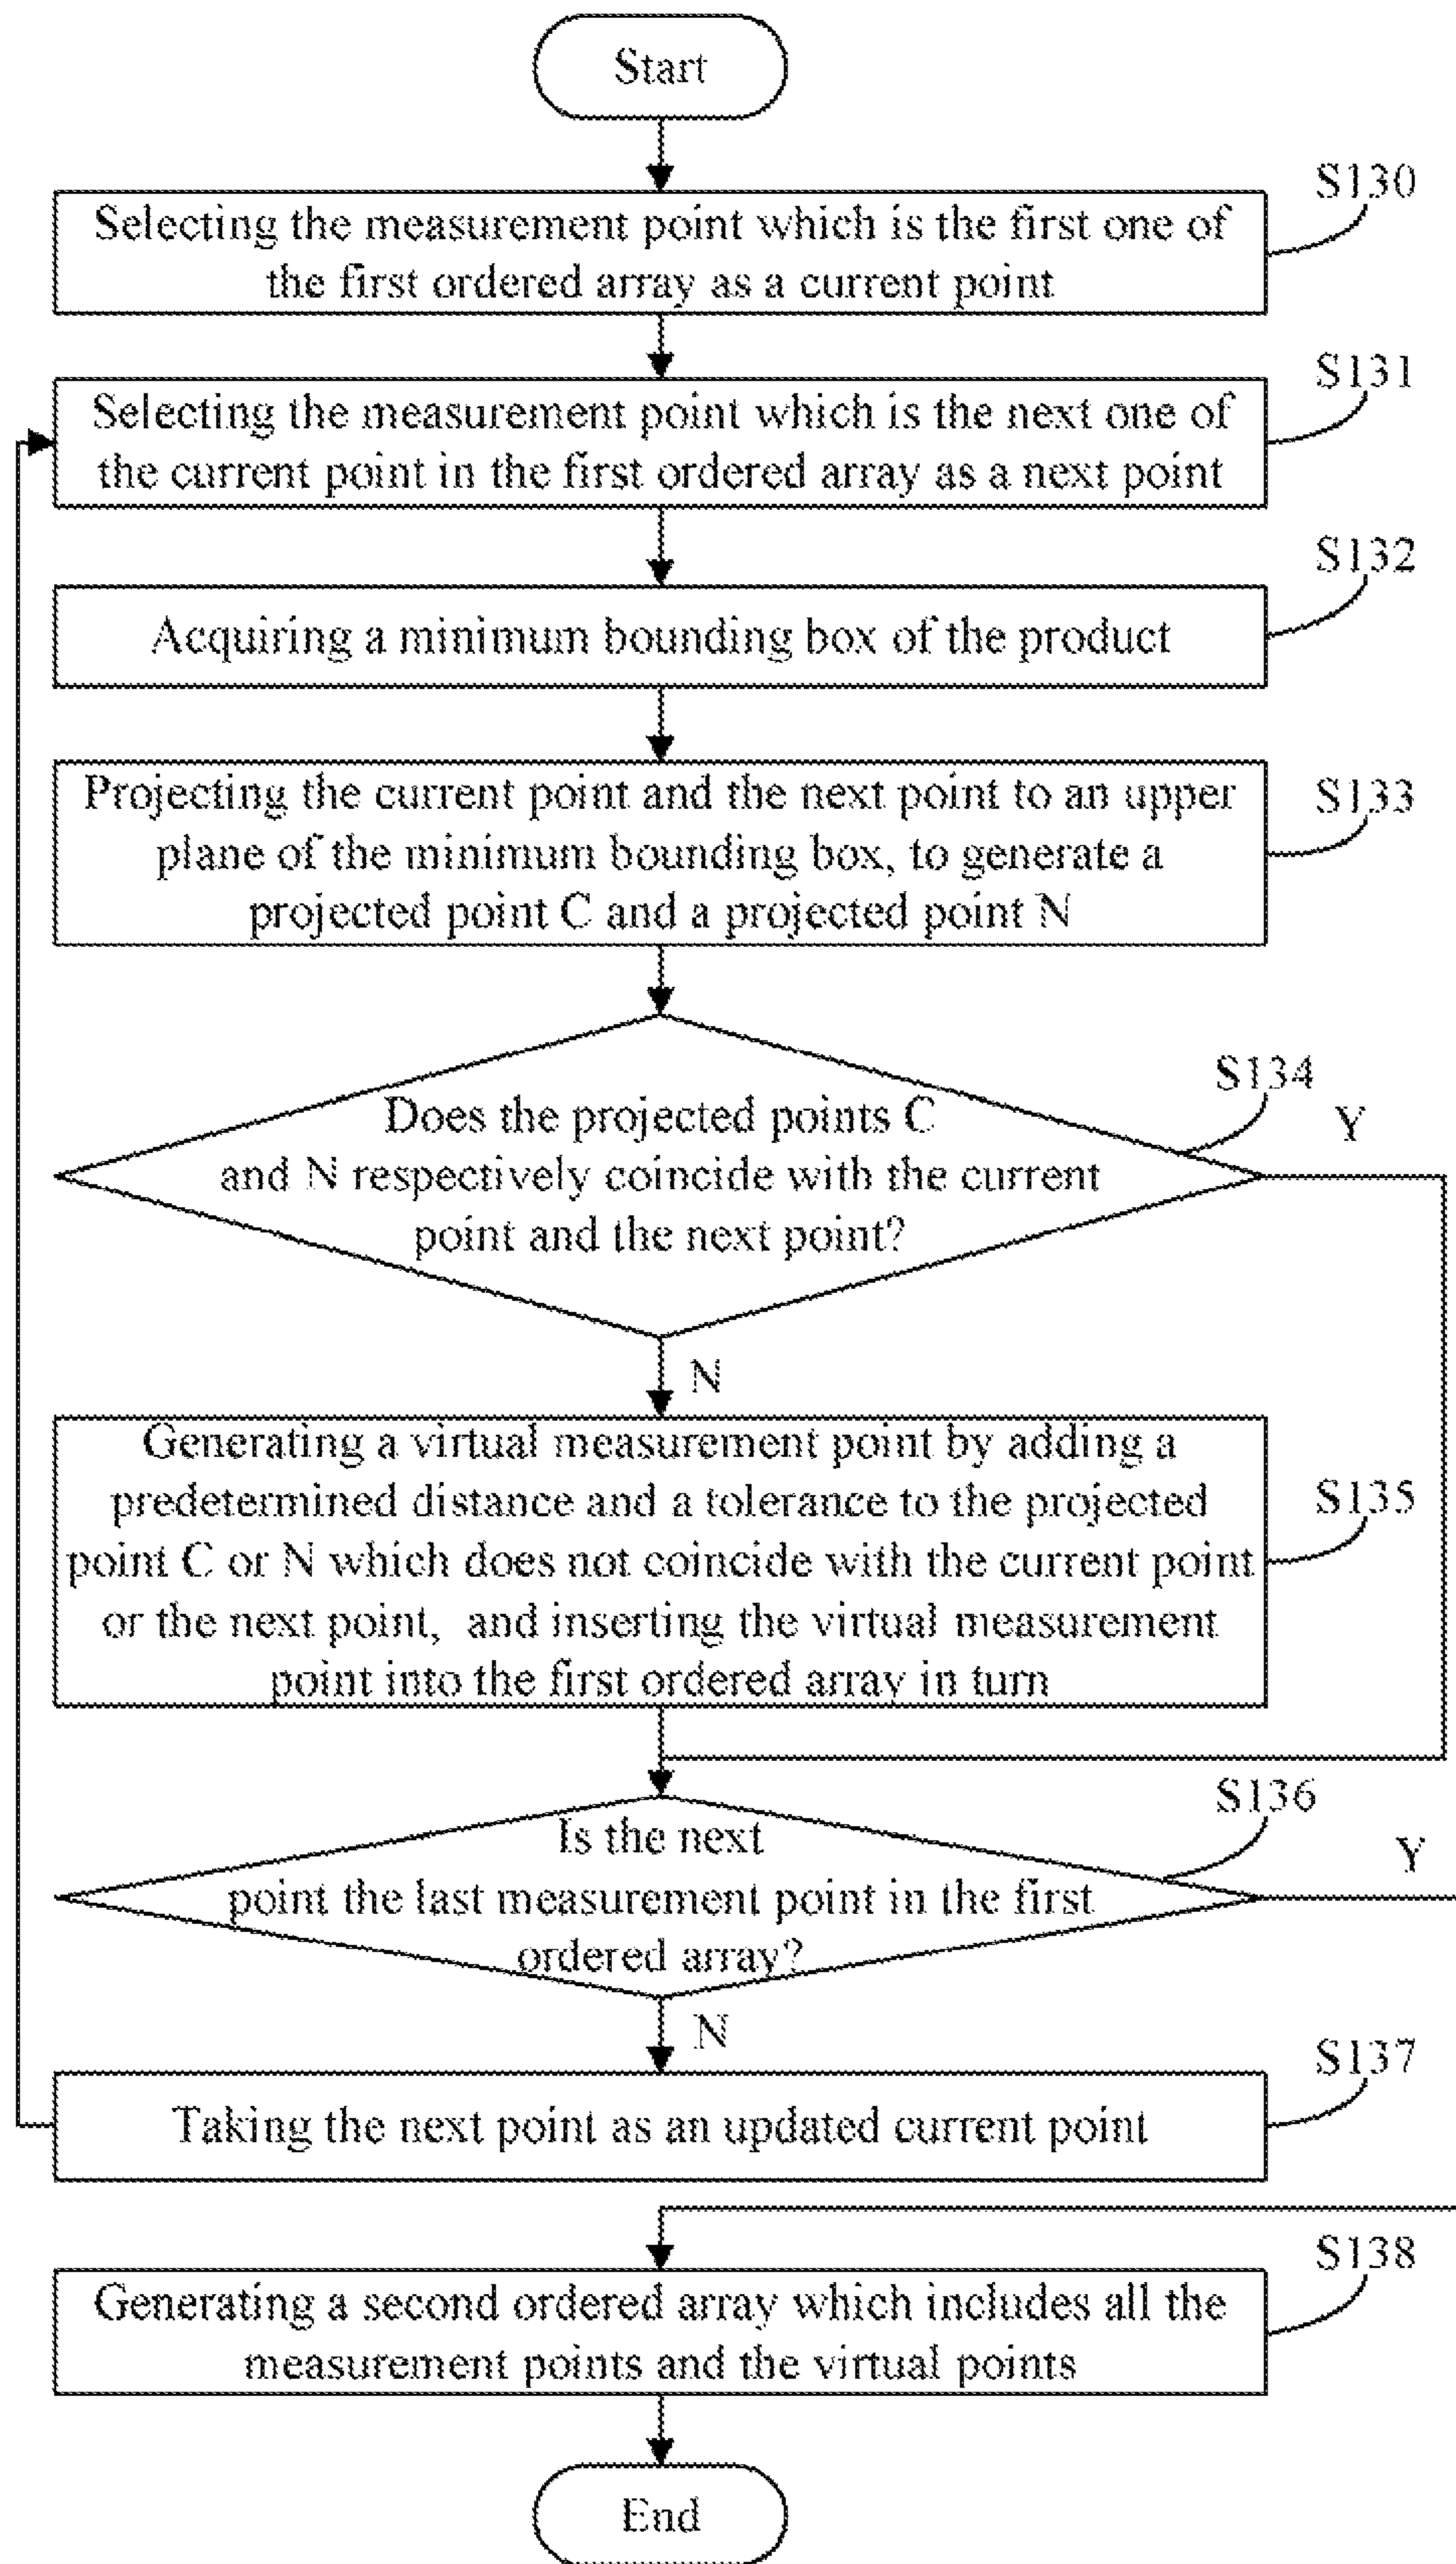 Start
S130
Selecting the measurement point which is the first one of
the first ordered array as a current point
S131
Selecting the measurement point which is the next one of
the current point in the first ordered array as a next point
S132
Acquiring a minimum bounding box of the product
S133
Projecting the current point and the next point to an upper
plane of the minimum bounding box, to generate a
projected point C and a projected point N
S134
Y
Does the projected points C
and N respectively coincide with the current
point and the next point?
N
Generating a virtual measurement point by adding a
predetermined distance and a tolerance to the projected
S135
point C or N which does not coincide with the current point
or the next point, and inserting the virtual measurement
point into the first ordered array in turn
S136
Y
Is the next
point the last measurement point in the first
ordered array?
N
S137
Taking the next point as an updated current point
S138
Generating a second ordered array which includes all the
measurement points and the virtual points
End